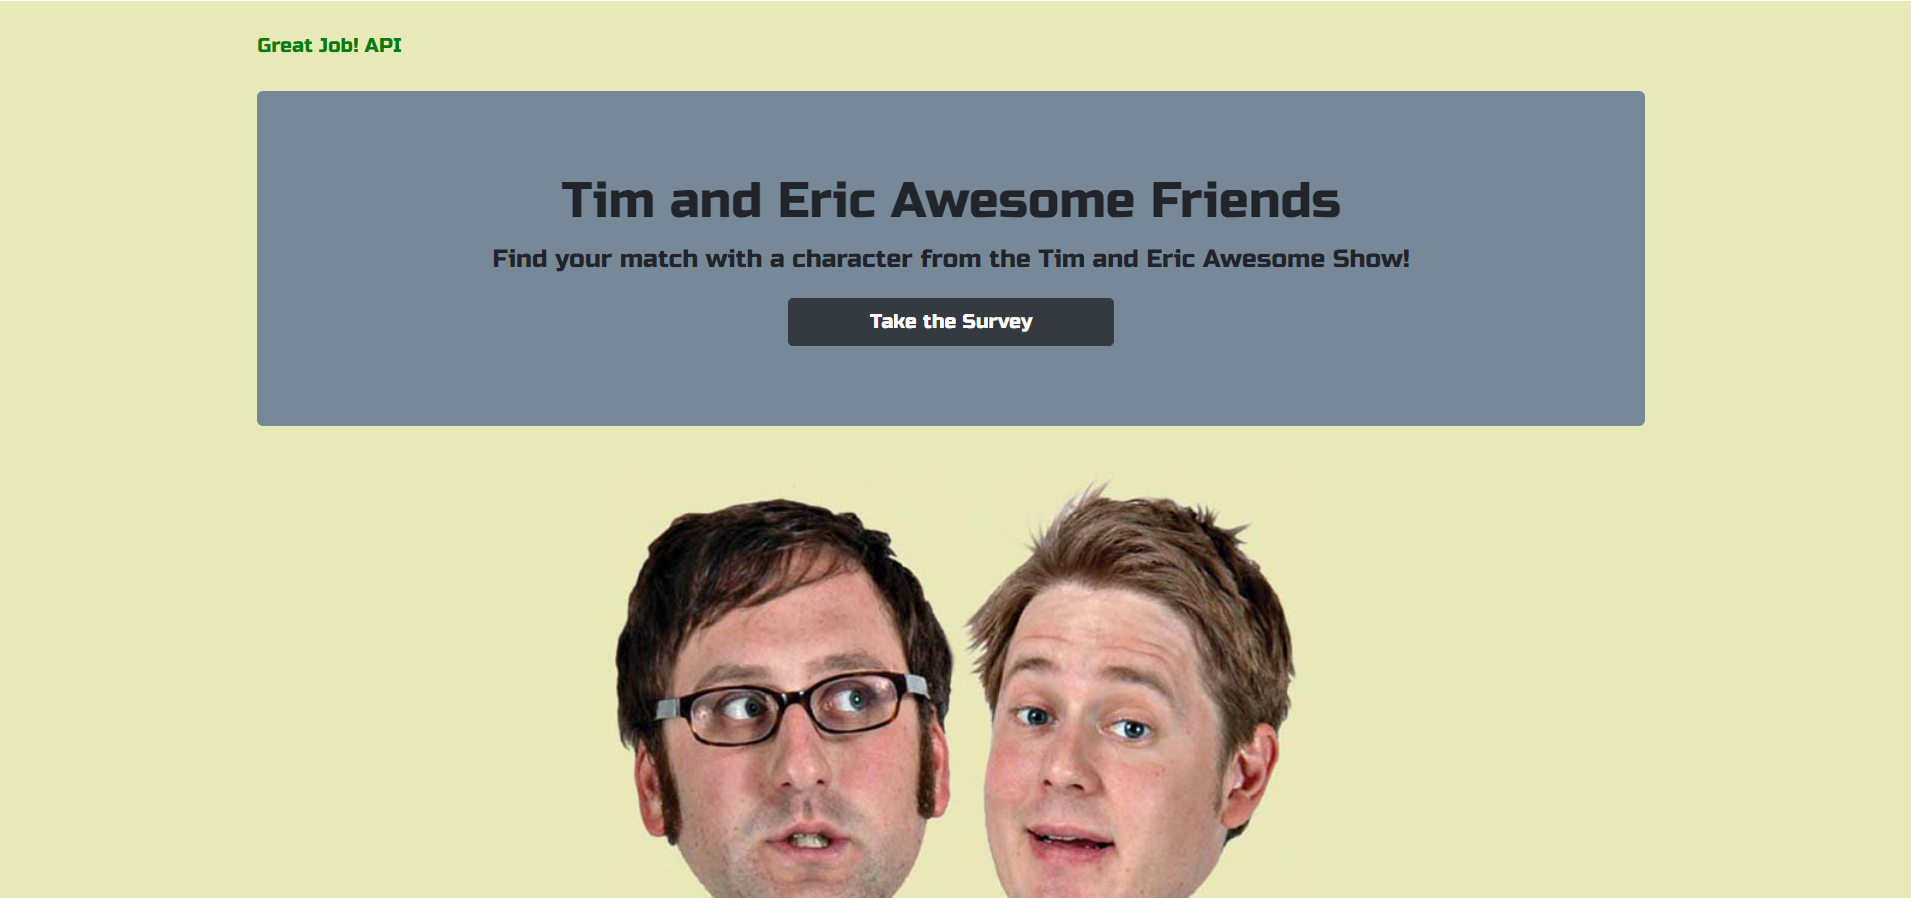 Great Job! API
Tim and Eric Awesome Friends
Find your match with a character from the Tim and Eric Awesome Show!
Take the Survey